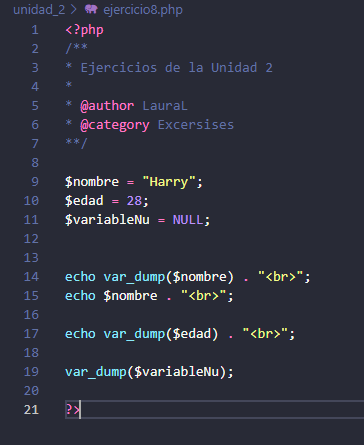 unidad_2 > ejercicio8.php
1 <?php
2 /**
3 * Ejercicios de la Unidad 2
4 *
5 * @author LauraL
6 * @category Excersises
7 **/
8
9 $nombre = "Harry";
10 $edad = 28;
11 $variableNu = NULL;
12
13
14 echo var_dump($nombre) . "<br>";
15 echo $nombre . "<br>";
16
17 echo var_dump($edad) . "<br>";
18
19 var_dump($variableNu);
20
21 ?>